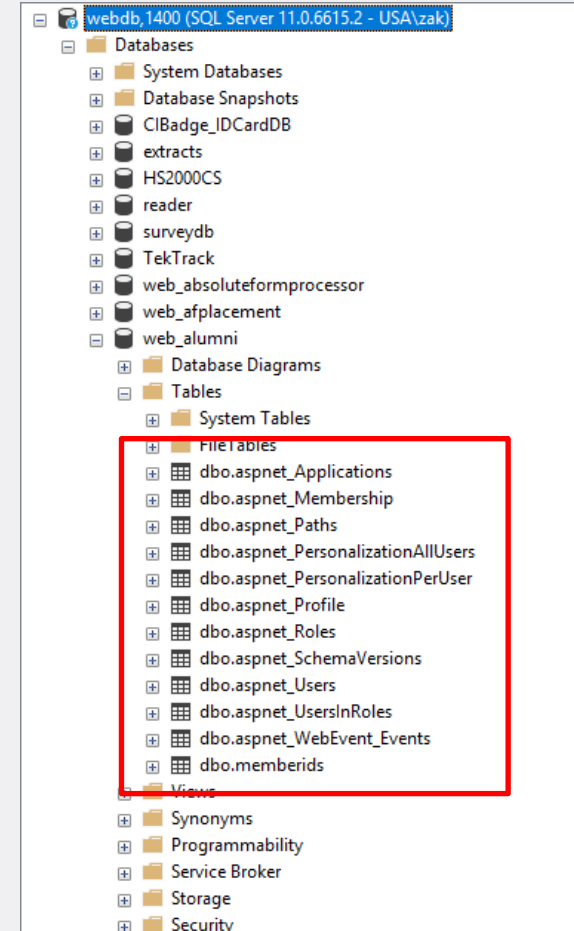 webdb,1400 (SQL Server 11.0.6615.2 - USA\zak)
Databases
System Databases
Database Snapshots
CIBadge_IDCardDB
extracts
HS2000CS
reader
surveydb
TekTrack
web_absoluteformprocessor
web_afplacement
web_alumni
Database Diagrams
Tables
System Tables
FileTables
dbo.aspnet_Applications
dbo.aspnet_Membership
dbo.aspnet_Paths
dbo.aspnet_PersonalizationAllUsers
dbo.aspnet_PersonalizationPerUser
dbo.aspnet_Profile
dbo.aspnet_Roles
dbo.aspnet_SchemaVersions
dbo.aspnet_Users
dbo.aspnet_UsersInRoles
dbo.aspnet_WebEvent_Events
dbo.memberids
Views
Synonyms
Programmability
Service Broker
Storage
Security